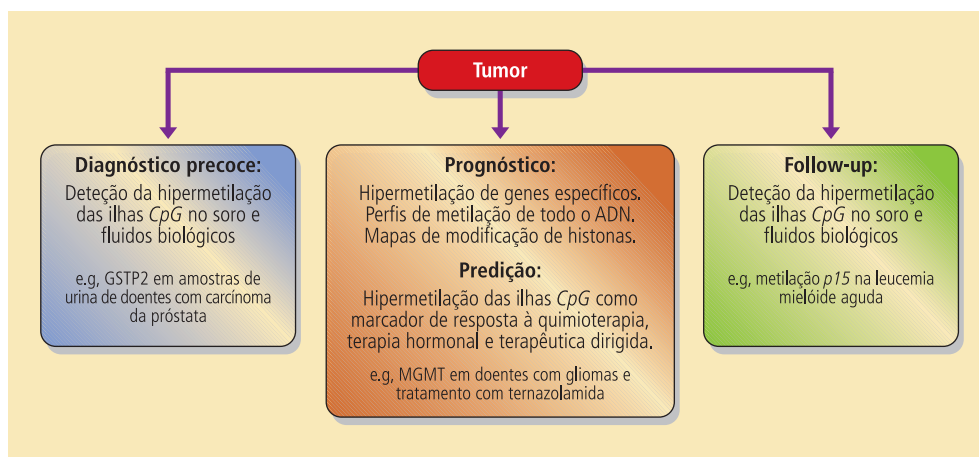 Tumor
Diagnóstico precoce:
Deteção da hipermetilação
das ilhas CpG no soro e
fluidos biológicos
e.g, GSTP2 em amostras de
urina de doentes com carcínoma
da próstata
Prognóstico:
Hipermetilação de genes específicos.
Perfis de metilação de todo o ADN.
Mapas de modificação de histonas.
Predição:
Hipermetilação das ilhas CpG como
marcador de resposta à quimioterapia,
terapia hormonal e terapêutica dirigida.
e.g, MGMT em doentes com gliomas e
tratamento com ternazolamida
Follow-up:
Deteção da hipermetilação
das ilhas CpG no soro e
fluidos biológicos
e.g, metilação p15 na leucemia
mielóide aguda